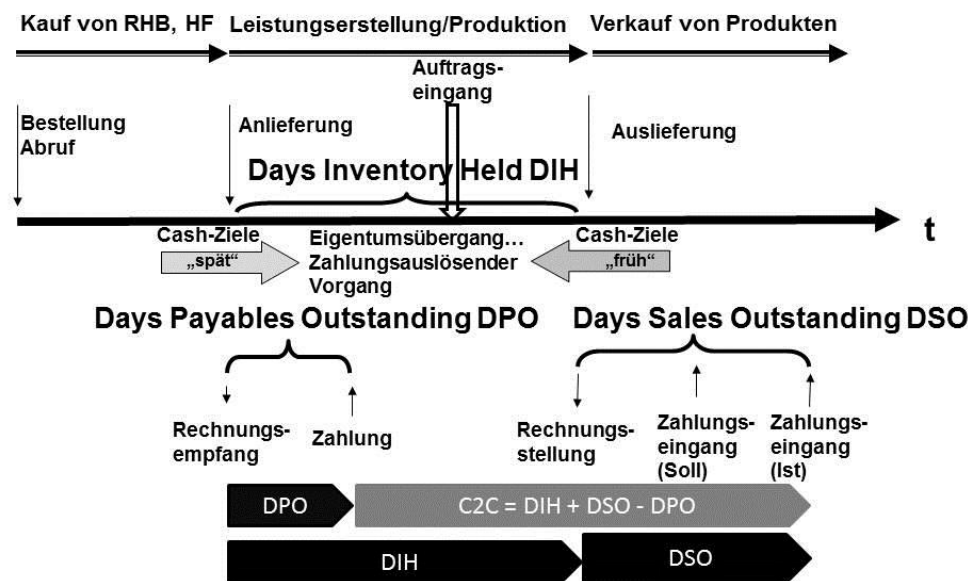 Kauf von RHB, HF
Leistungserstellung/Produktion
Verkauf von Produkten
Auftrags-
eingang
Bestellung
Abruf
Anlieferung
Auslieferung
Days Inventory Held DIH
t
Cash-Ziele
„spät“
Eigentumsübergang...
Zahlungsauslösender
Vorgang
Cash-Ziele
„früh“
Days Payables Outstanding DPO
Days Sales Outstanding DSO
Rechnungs-
empfang
Zahlung
Rechnungs-
stellung
Zahlungs-
eingang
(Soll)
Zahlungs-
eingang
(Ist)
DPO
C2C = DIH + DSO - DPO
DIH
DSO